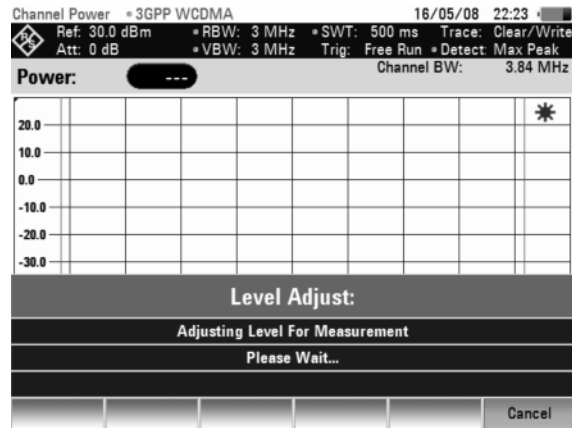 Channel Power • 3GPP WCDMA 16/05/08 22:23
Ref: 30.0 dBm • RBW: 3 MHz • SWT: 500 ms Trace: Clear/Write
Att: 0 dB • VBW: 3 MHz Trig: Free Run • Detect: Max Peak
Power: --- Channel BW: 3.84 MHz
20.0
10.0
0.0
-10.0
-20.0
-30.0
Level Adjust:
Adjusting Level For Measurement
Please Wait...
Cancel